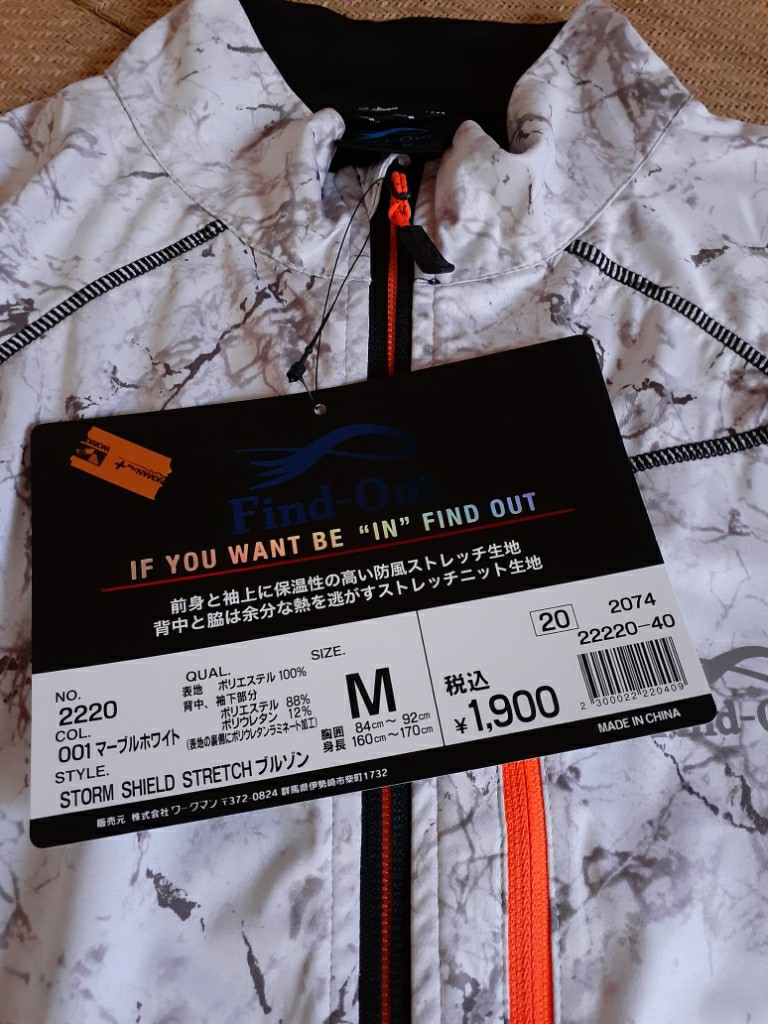 WORKMAN Plus+
Find-Out
IF YOU WANT BE “IN” FIND OUT
前身と袖上に保温性の高い防風ストレッチ生地
背中と脇は余分な熱を逃がすストレッチニット生地
NO.
2220
COL.
001 マーブルホワイト
STYLE.
STORM SHIELD STRETCH ブルゾン
QUAL.
表地 ポリエステル 100%
背中、袖下部分
ポリエステル 88%
ポリウレタン 12%
(表地の裏側にポリウレタンラミネート加工)
SIZE.
M
胸囲 84cm～ 92cm
身長 160cm～170cm
税込
¥1,900
20
2074
22220-40
2 300022 220409
MADE IN CHINA
販売元 株式会社ワークマン 〒372-0824 群馬県伊勢崎市柴町1732